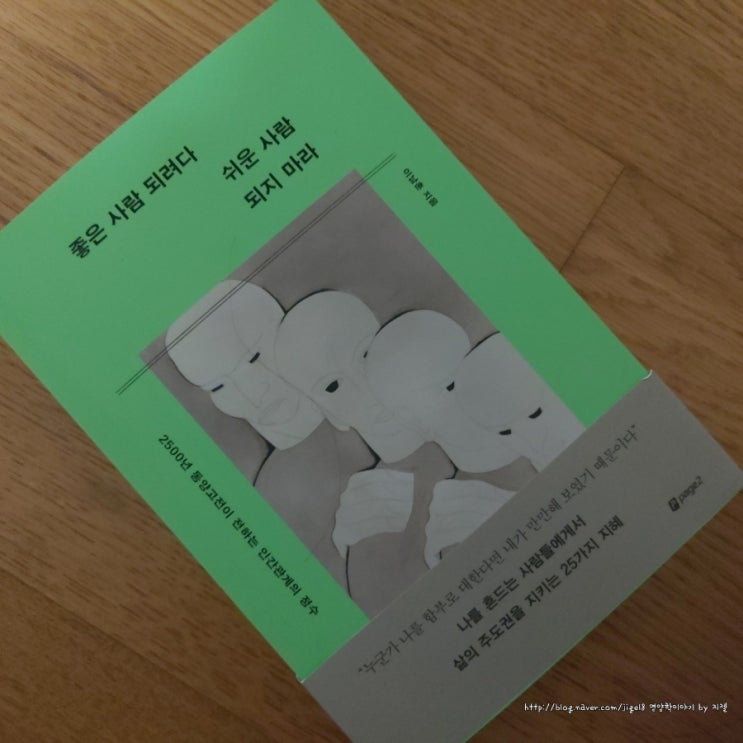 좋은 사람 되려다
쉬운 사람
되지 마라
이남훈 지음
2500년 동양고전이 전하는 인간관계의 정수
"누군가 나를 함부로 대한다면 내가 만만해 보였기 때문이다"
나를 흔드는 사람들에게서
삶의 주도권을 지키는 25가지 지혜
page2
http://blog.naver.com/jigel8 영양학이야기 by 지젤